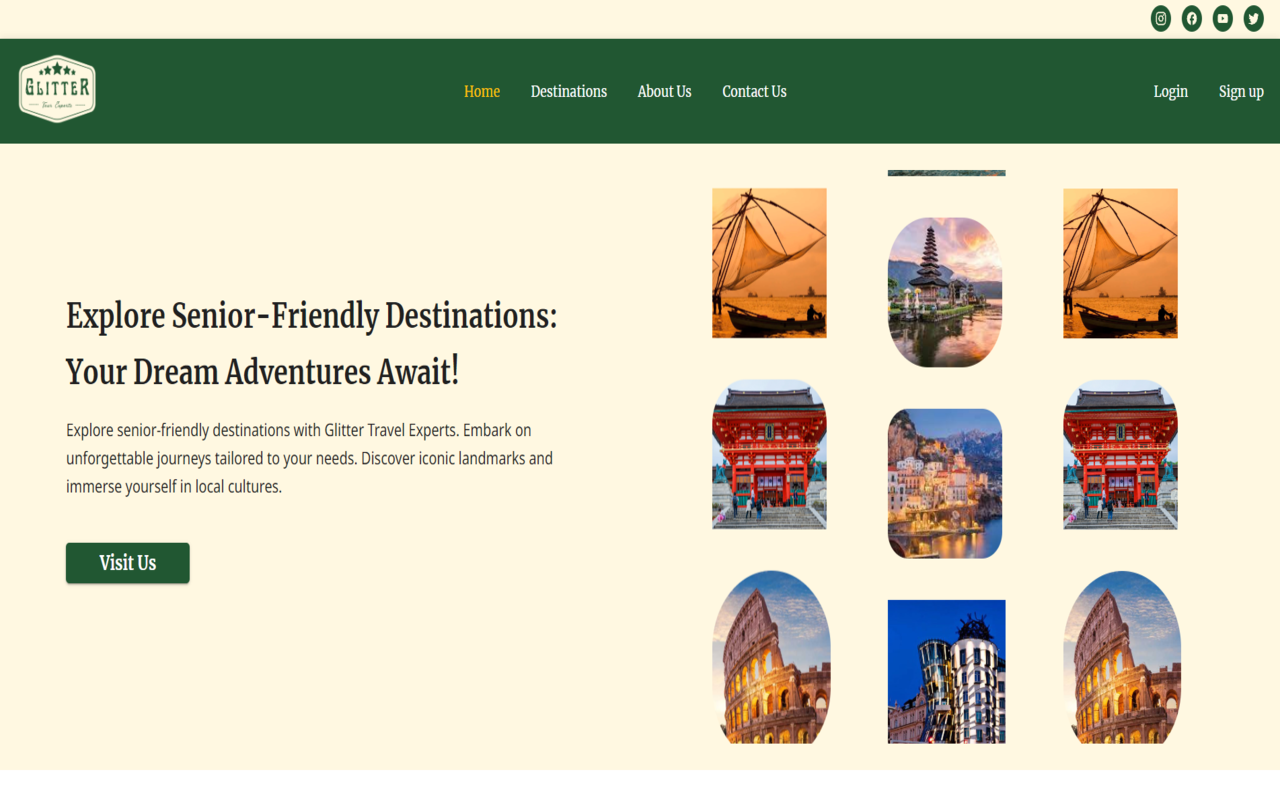 GLITTER
Tour Experts
Home
Destinations
About Us
Contact Us
Login
Sign up
Explore Senior-Friendly Destinations:
Your Dream Adventures Await!
Explore senior-friendly destinations with Glitter Travel Experts. Embark on
unforgettable journeys tailored to your needs. Discover iconic landmarks and
immerse yourself in local cultures.
Visit Us